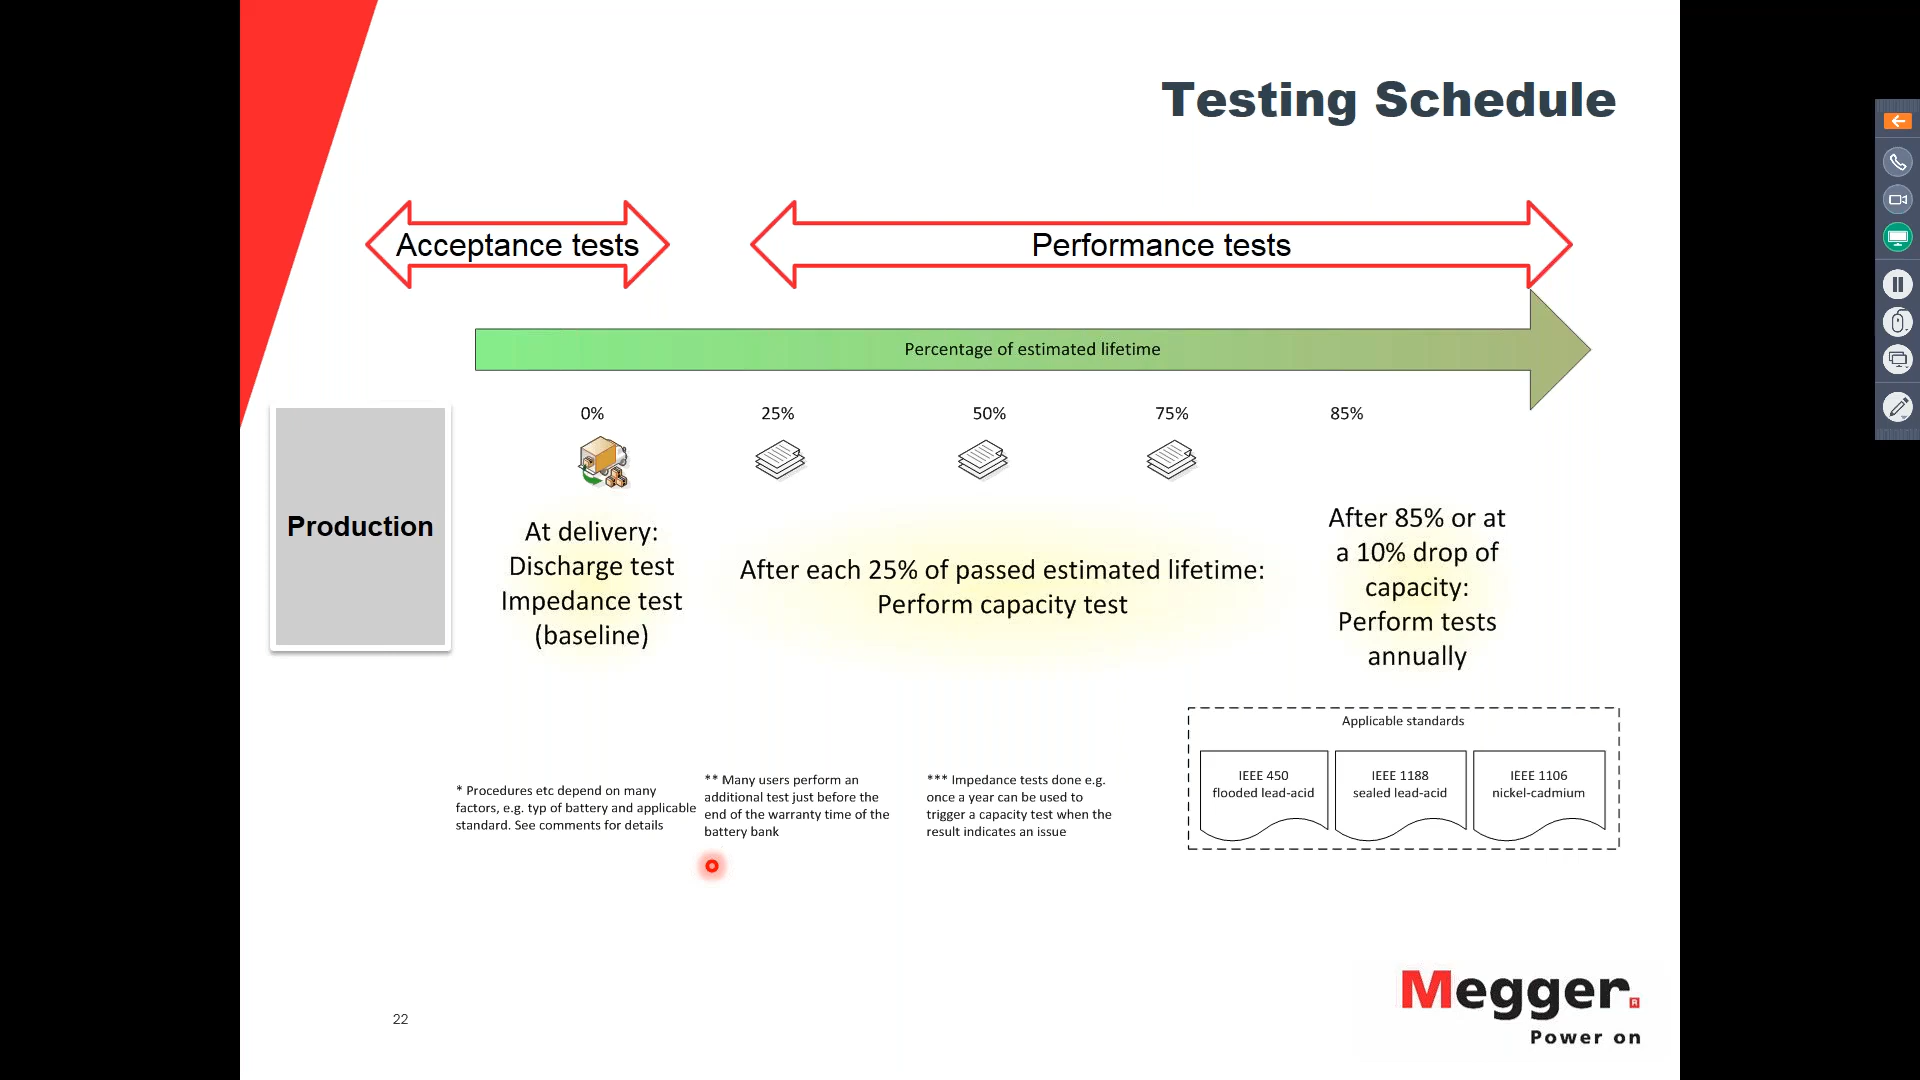 Testing Schedule
Acceptance tests
Performance tests
Percentage of estimated lifetime
0%
25%
50%
75%
85%
Production
At delivery:
Discharge test
Impedance test
(baseline)
After each 25% of passed estimated lifetime:
Perform capacity test
After 85% or at
a 10% drop of
capacity:
Perform tests
annually
* Procedures etc depend on many
factors, e.g. typ of battery and applicable
standard. See comments for details
** Many users perform an
additional test just before the
end of the warranty time of the
battery bank
*** Impedance tests done e.g.
once a year can be used to
trigger a capacity test when the
result indicates an issue
Applicable standards
IEEE 450
flooded lead-acid
IEEE 1188
sealed lead-acid
IEEE 1106
nickel-cadmium
22
Megger.
R
Power on